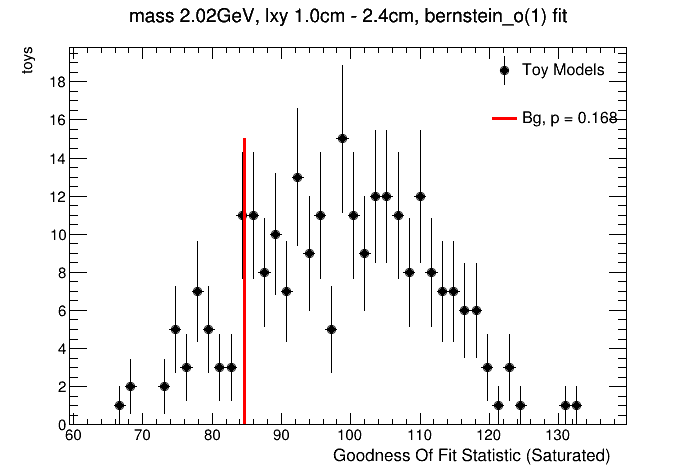 mass 2.02GeV, lxy 1.0cm - 2.4cm, bernstein_o(1) fit
toys
Toy Models
Bg, p = 0.168
18
16
14
12
10
8
6
4
2
0
60 70 80 90 100 110 120 130
Goodness Of Fit Statistic (Saturated)